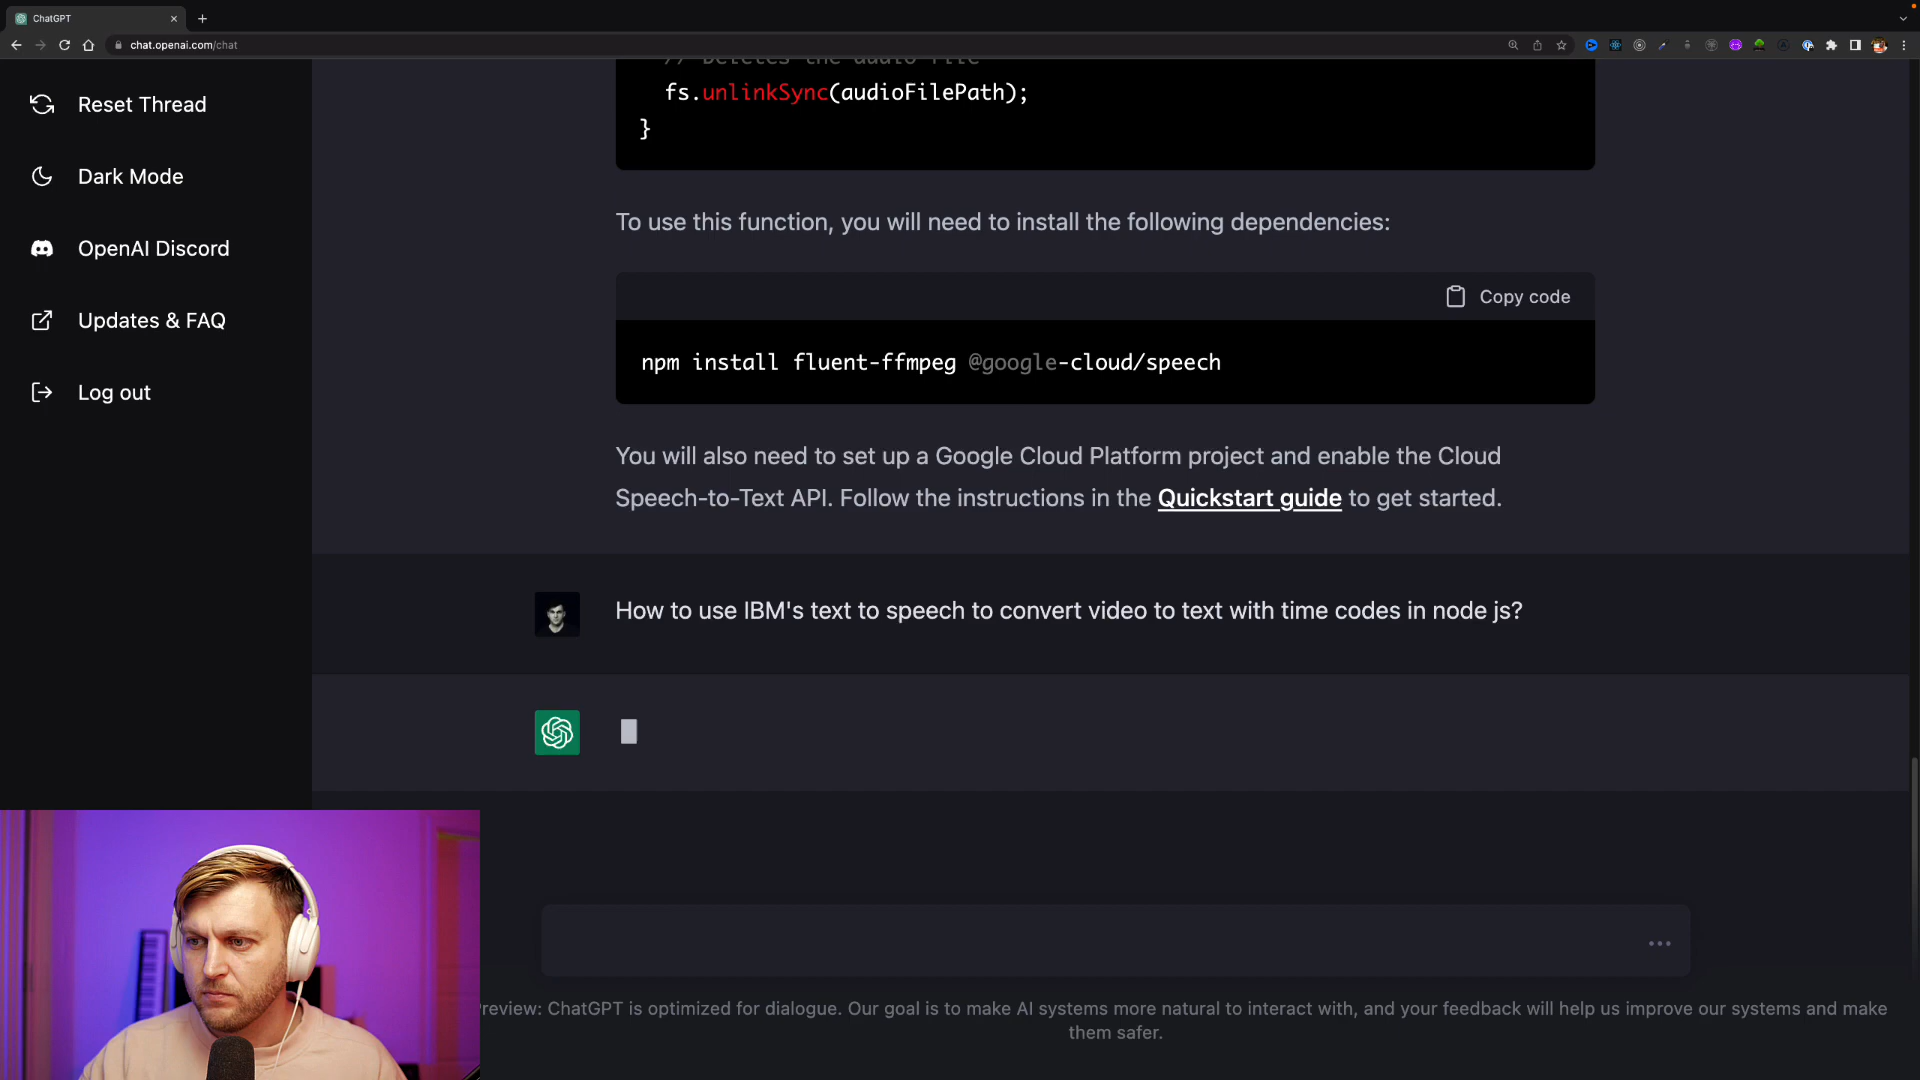 ChatGPT
chat.openai.com/chat
Reset Thread
Dark Mode
OpenAI Discord
Updates & FAQ
Log out
// Deletes the audio file
fs.unlinkSync(audioFilePath);
}
To use this function, you will need to install the following dependencies:
Copy code
npm install fluent-ffmpeg @google-cloud/speech
You will also need to set up a Google Cloud Platform project and enable the Cloud
Speech-to-Text API. Follow the instructions in the Quickstart guide to get started.
How to use IBM's text to speech to convert video to text with time codes in node js?
Preview: ChatGPT is optimized for dialogue. Our goal is to make AI systems more natural to interact with, and your feedback will help us improve our systems and make
them safer.